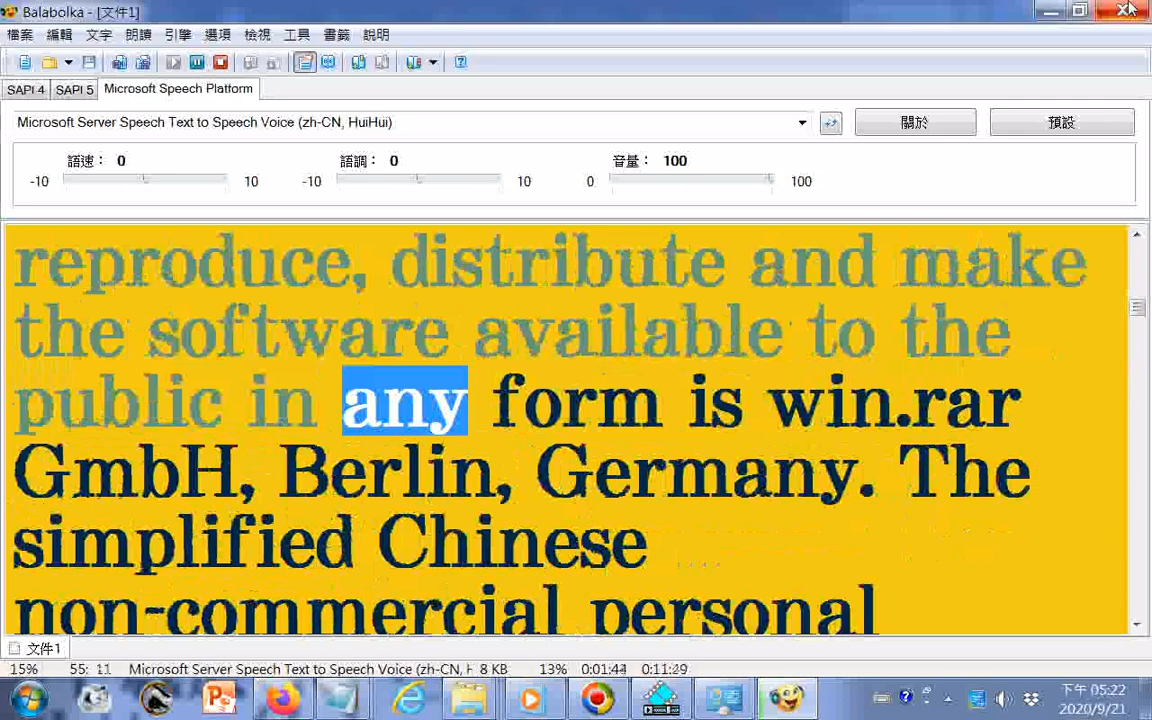 Balabolka - [文件1]
檔案 編輯 文字 朗讀 引擎 選項 檢視 工具 書籤 說明
SAPI 4 SAPI 5 Microsoft Speech Platform
Microsoft Server Speech Text to Speech Voice (zh-CN, HuiHui) 關於 預設
語速： 0 語調： 0 音量： 100
-10 10 -10 10 0 100
reproduce, distribute and make
the software available to the
public in any form is win.rar
GmbH, Berlin, Germany. The
simplified Chinese
non-commercial personal
文件1
15% 55: 11 Microsoft Server Speech Text to Speech Voice (zh-CN, H 8 KB 13% 0:01:44 0:11:29
下午 05:22
2020/9/21